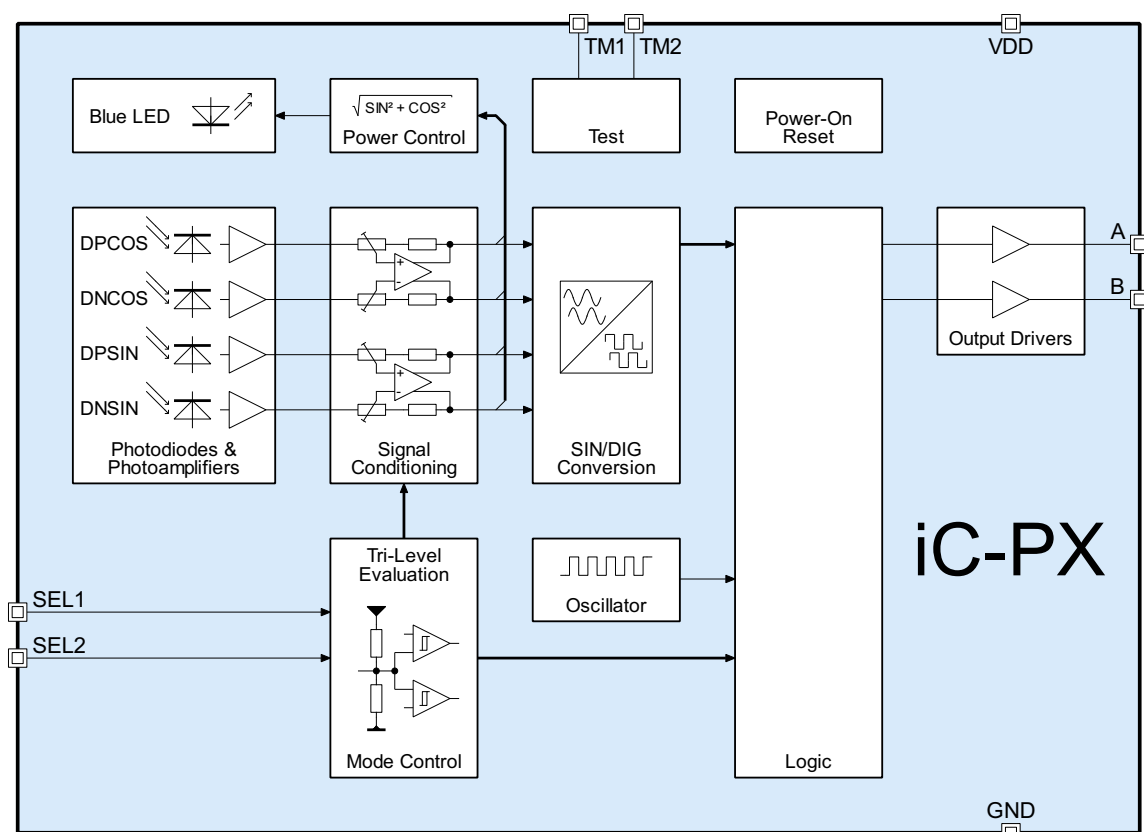 TM1
TM2
VDD
Blue LED
√SIN² + COS²
Power Control
Test
Power-On
Reset
DPCOS
DNCOS
DPSIN
DNSIN
Photodiodes &
Photoamplifiers
+
-
+
-
Signal
Conditioning
SIN/DIG
Conversion
A
B
Output Drivers
iC-PX
Tri-Level
Evaluation
SEL1
SEL2
Mode Control
Oscillator
Logic
GND